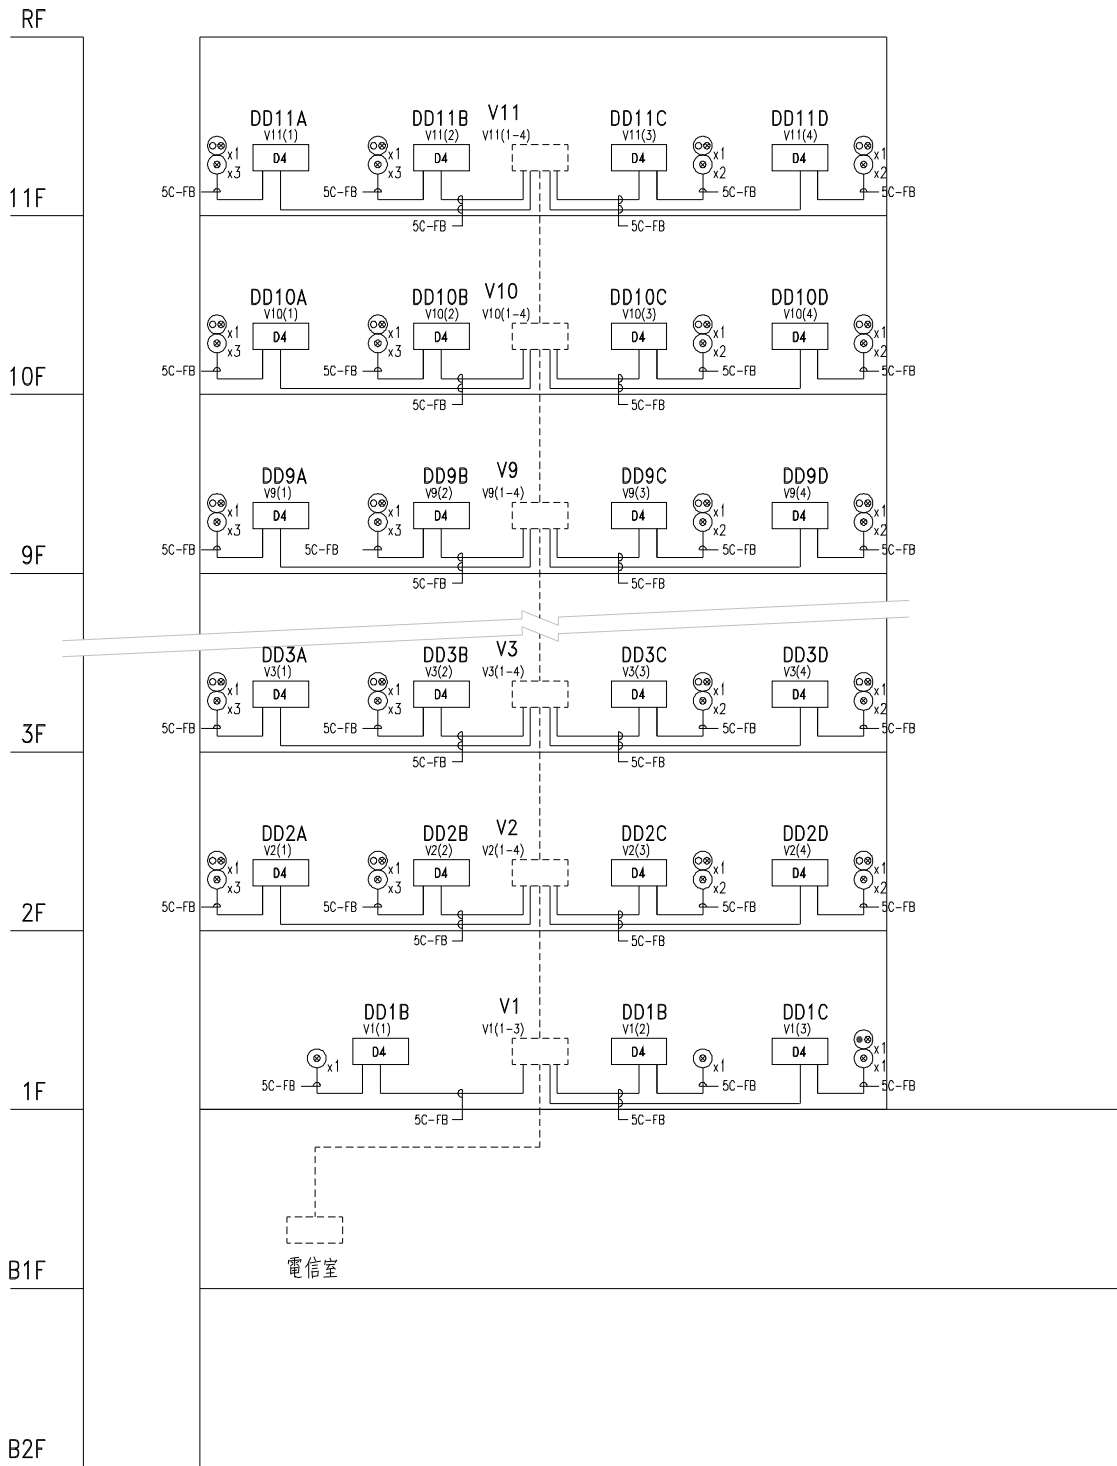 RF
DD11A DD11B V11 DD11C DD11D
V11(1) V11(2) V11(1-4) V11(3) V11(4)
x1 D4 x1 D4 D4 x1 D4 x1
x3 x3 x2 x2
11F 5C-FB 5C-FB 5C-FB 5C-FB
5C-FB 5C-FB
DD10A DD10B V10 DD10C DD10D
V10(1) V10(2) V10(1-4) V10(3) V10(4)
x1 D4 x1 D4 D4 x1 D4 x1
x3 x3 x2 x2
10F 5C-FB 5C-FB 5C-FB 5C-FB
5C-FB 5C-FB
DD9A DD9B V9 DD9C DD9D
V9(1) V9(2) V9(1-4) V9(3) V9(4)
x1 D4 x1 D4 D4 x1 D4 x1
x3 x3 x2 x2
9F 5C-FB 5C-FB 5C-FB 5C-FB
5C-FB 5C-FB
DD3A DD3B V3 DD3C DD3D
V3(1) V3(2) V3(1-4) V3(3) V3(4)
x1 D4 x1 D4 D4 x1 D4 x1
x3 x3 x2 x2
3F 5C-FB 5C-FB 5C-FB 5C-FB
5C-FB 5C-FB
DD2A DD2B V2 DD2C DD2D
V2(1) V2(2) V2(1-4) V2(3) V2(4)
x1 D4 x1 D4 D4 x1 D4 x1
x3 x3 x2 x2
2F 5C-FB 5C-FB 5C-FB 5C-FB
5C-FB 5C-FB
DD1B V1 DD1B DD1C
V1(1) V1(1-3) V1(2) V1(3)
D4 D4 D4 x1
x1 x1 x1
1F 5C-FB 5C-FB 5C-FB
5C-FB 5C-FB
B1F 電信室
B2F